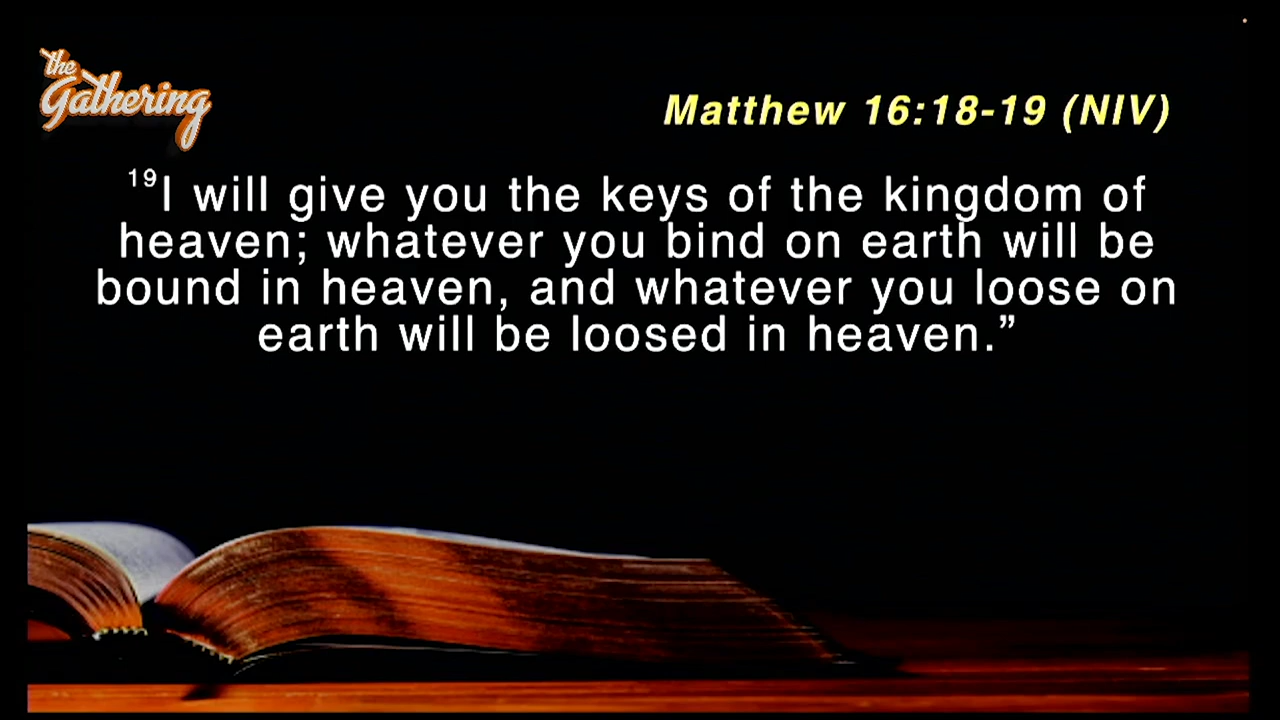 the
Gathering
Matthew 16:18-19 (NIV)
19I will give you the keys of the kingdom of
heaven; whatever you bind on earth will be
bound in heaven, and whatever you loose on
earth will be loosed in heaven.”